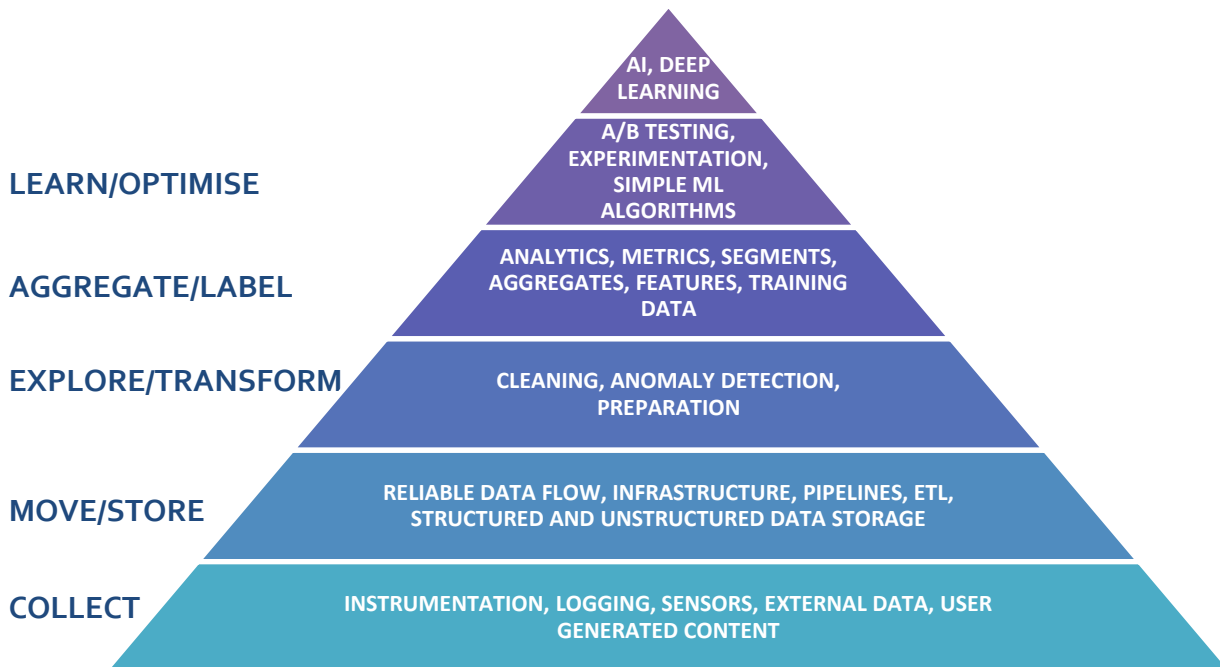 AI, DEEP
LEARNING
LEARN/OPTIMISE
A/B TESTING,
EXPERIMENTATION,
SIMPLE ML
ALGORITHMS
AGGREGATE/LABEL
ANALYTICS, METRICS, SEGMENTS,
AGGREGATES, FEATURES, TRAINING
DATA
EXPLORE/TRANSFORM
CLEANING, ANOMALY DETECTION,
PREPARATION
MOVE/STORE
RELIABLE DATA FLOW, INFRASTRUCTURE, PIPELINES, ETL,
STRUCTURED AND UNSTRUCTURED DATA STORAGE
COLLECT
INSTRUMENTATION, LOGGING, SENSORS, EXTERNAL DATA, USER
GENERATED CONTENT